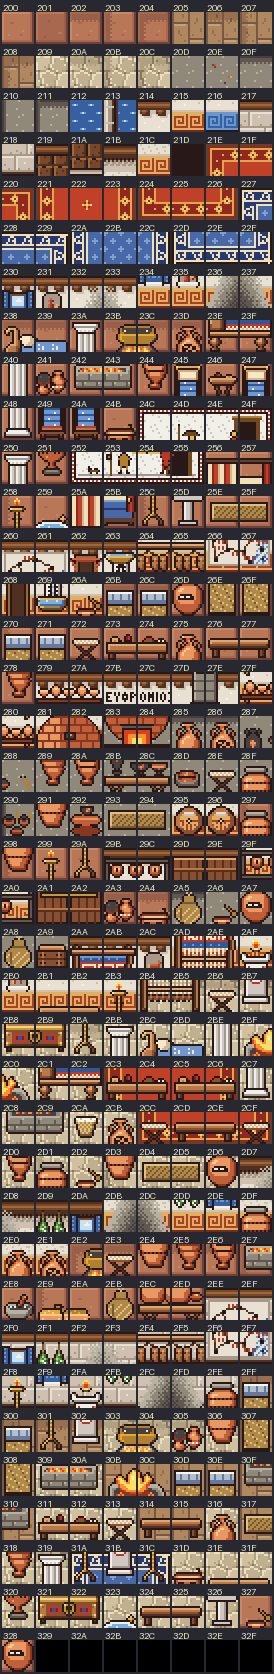 200 201 202 203 204 205 206 207
208 209 20A 20B 20C 20D 20E 20F
210 211 212 213 214 215 216 217
218 219 21A 21B 21C 21D 21E 21F
220 221 222 223 224 225 226 227
228 229 22A 22B 22C 22D 22E 22F
230 231 232 233 234 235 236 237
238 239 23A 23B 23C 23D 23E 23F
240 241 242 243 244 245 246 247
248 249 24A 24B 24C 24D 24E 24F
250 251 252 253 254 255 256 257
258 259 25A 25B 25C 25D 25E 25F
260 261 262 263 264 265 266 267
268 269 26A 26B 26C 26D 26E 26F
270 271 272 273 274 275 276 277
278 279 27A 27B 27C 27D 27E 27F
EYOPONIO:
280 281 282 283 284 285 286 287
288 289 28A 28B 28C 28D 28E 28F
290 291 292 293 294 295 296 297
298 299 29A 29B 29C 29D 29E 29F
2A0 2A1 2A2 2A3 2A4 2A5 2A6 2A7
2A8 2A9 2AA 2AB 2AC 2AD 2AE 2AF
2B0 2B1 2B2 2B3 2B4 2B5 2B6 2B7
2B8 2B9 2BA 2BB 2BC 2BD 2BE 2BF
2C0 2C1 2C2 2C3 2C4 2C5 2C6 2C7
2C8 2C9 2CA 2CB 2CC 2CD 2CE 2CF
2D0 2D1 2D2 2D3 2D4 2D5 2D6 2D7
2D8 2D9 2DA 2DB 2DC 2DD 2DE 2DF
2E0 2E1 2E2 2E3 2E4 2E5 2E6 2E7
2E8 2E9 2EA 2EB 2EC 2ED 2EE 2EF
2F0 2F1 2F2 2F3 2F4 2F5 2F6 2F7
2F8 2F9 2FA 2FB 2FC 2FD 2FE 2FF
300 301 302 303 304 305 306 307
308 309 30A 30B 30C 30D 30E 30F
310 311 312 313 314 315 316 317
318 319 31A 31B 31C 31D 31E 31F
320 321 322 323 324 325 326 327
328 329 32A 32B 32C 32D 32E 32F